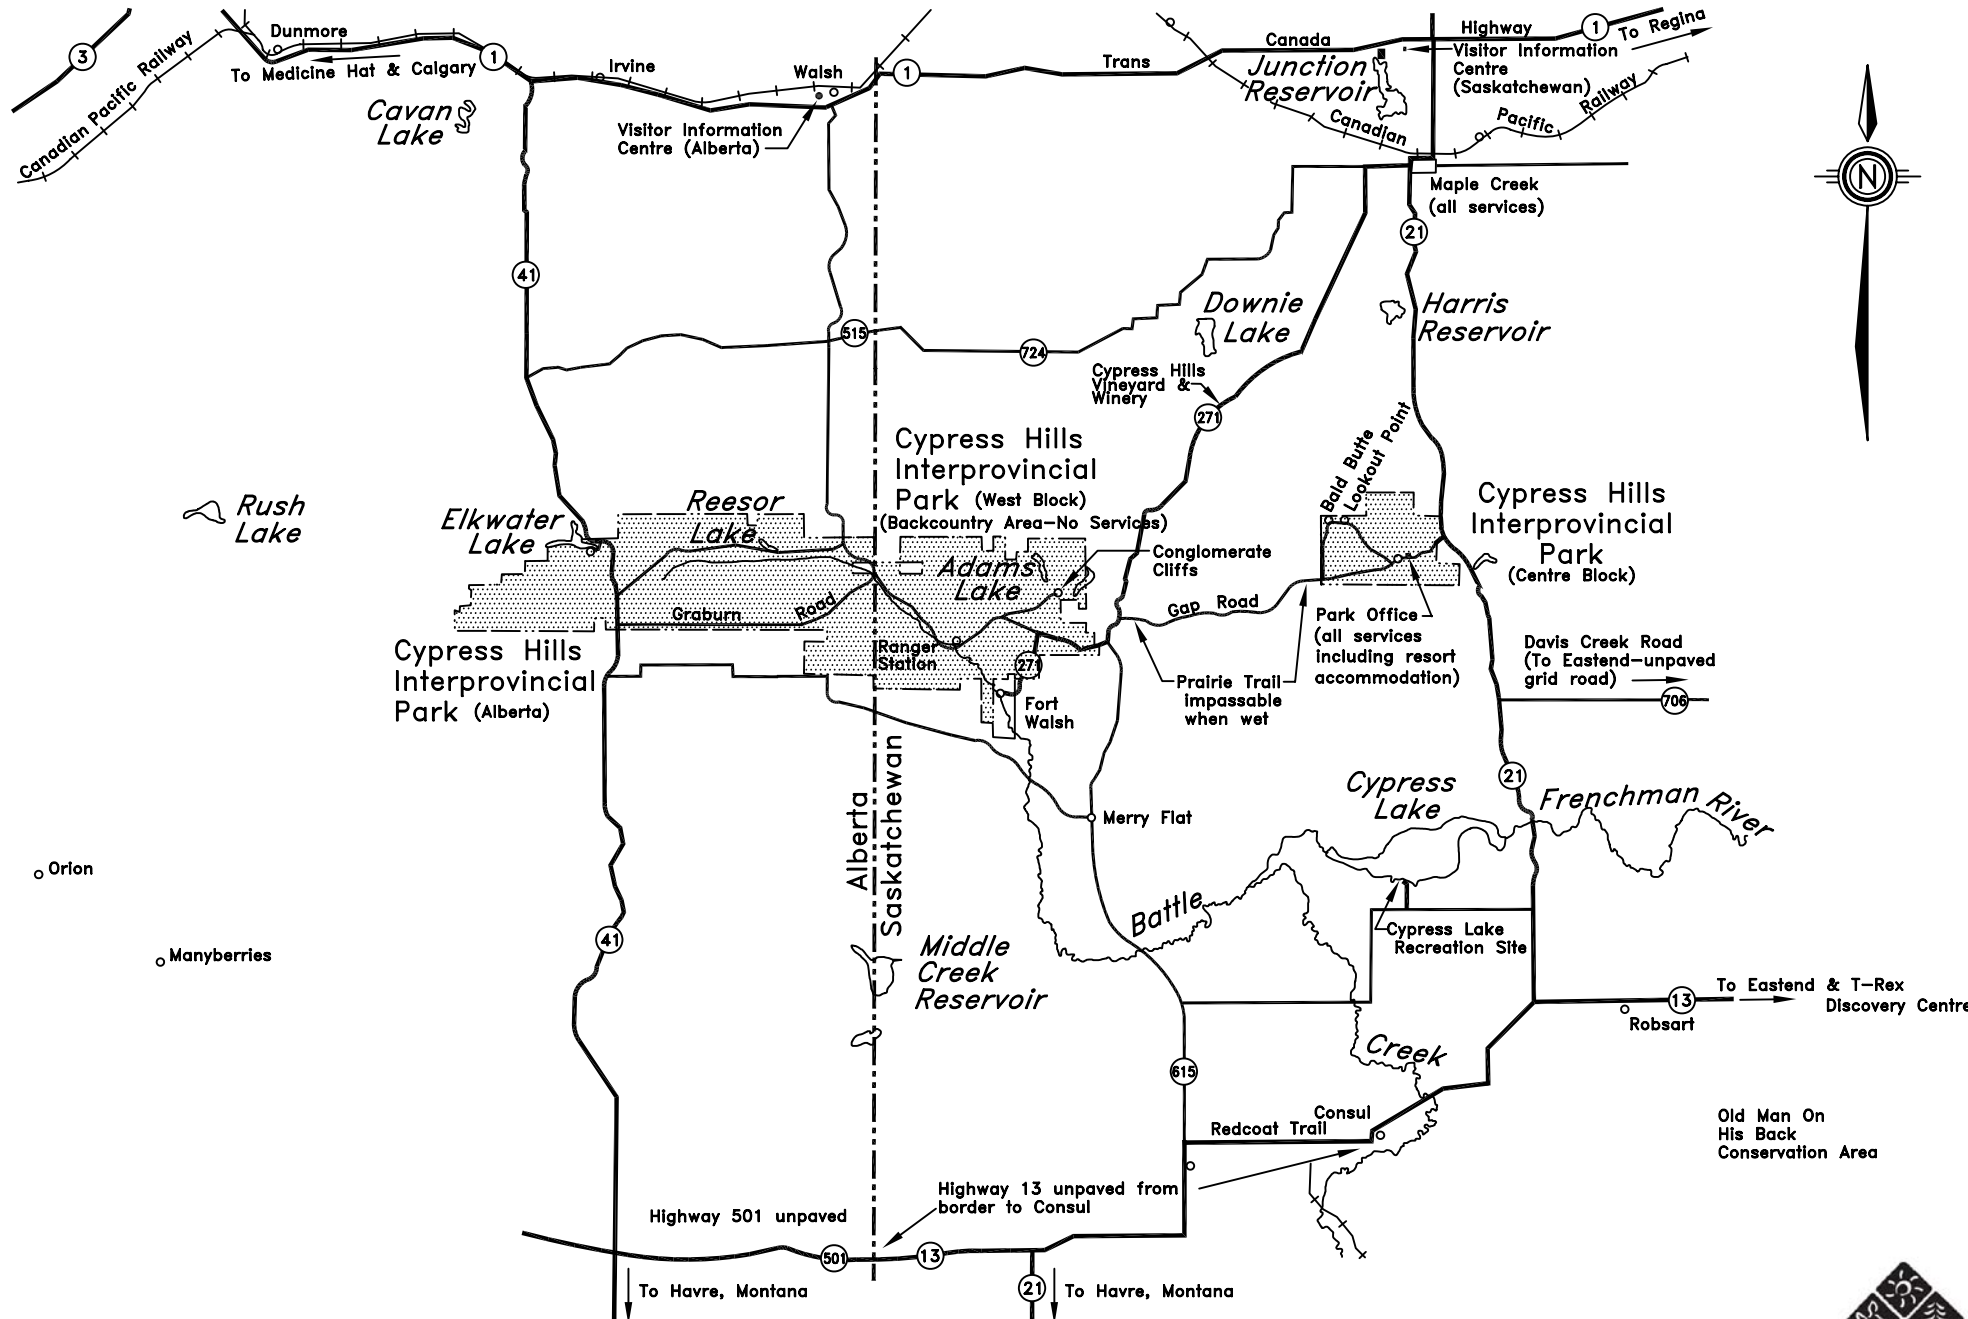 3
Canadian Pacific Railway
Dunmore
To Medicine Hat & Calgary
1
Irvine
Walsh
1
Trans
Canada
Highway
1
To Regina
Visitor Information
Centre
(Saskatchewan)
Junction
Reservoir
Canadian
Pacific
Railway
Cavan
Lake
Visitor Information
Centre (Alberta)
N
Maple Creek
(all services)
21
41
Downie
Lake
Harris
Reservoir
515
724
Cypress Hills
Vineyard &
Winery
271
Bald Butte
Lookout Point
Cypress Hills
Interprovincial
Park (West Block)
(Backcountry Area-No Services)
Rush
Lake
Elkwater
Lake
Reesor
Lake
Adams
Lake
Conglomerate
Cliffs
Cypress Hills
Interprovincial
Park
(Centre Block)
Graburn Road
Gap Road
Park Office
(all services
including resort
accommodation)
Cypress Hills
Interprovincial
Park (Alberta)
Ranger
Station
271
Fort
Walsh
Prairie Trail
impassable
when wet
Davis Creek Road
(To Eastend-unpaved
grid road)
706
Alberta
Saskatchewan
Merry Flat
21
Cypress
Lake
Frenchman River
Orion
Manyberries
41
Battle
Cypress Lake
Recreation Site
Middle
Creek
Reservoir
To Eastend & T-Rex
Discovery Centre
13
Robsart
Creek
615
Consul
Redcoat Trail
Old Man On
His Back
Conservation Area
Highway 13 unpaved from
border to Consul
Highway 501 unpaved
501
13
To Havre, Montana
21
To Havre, Montana